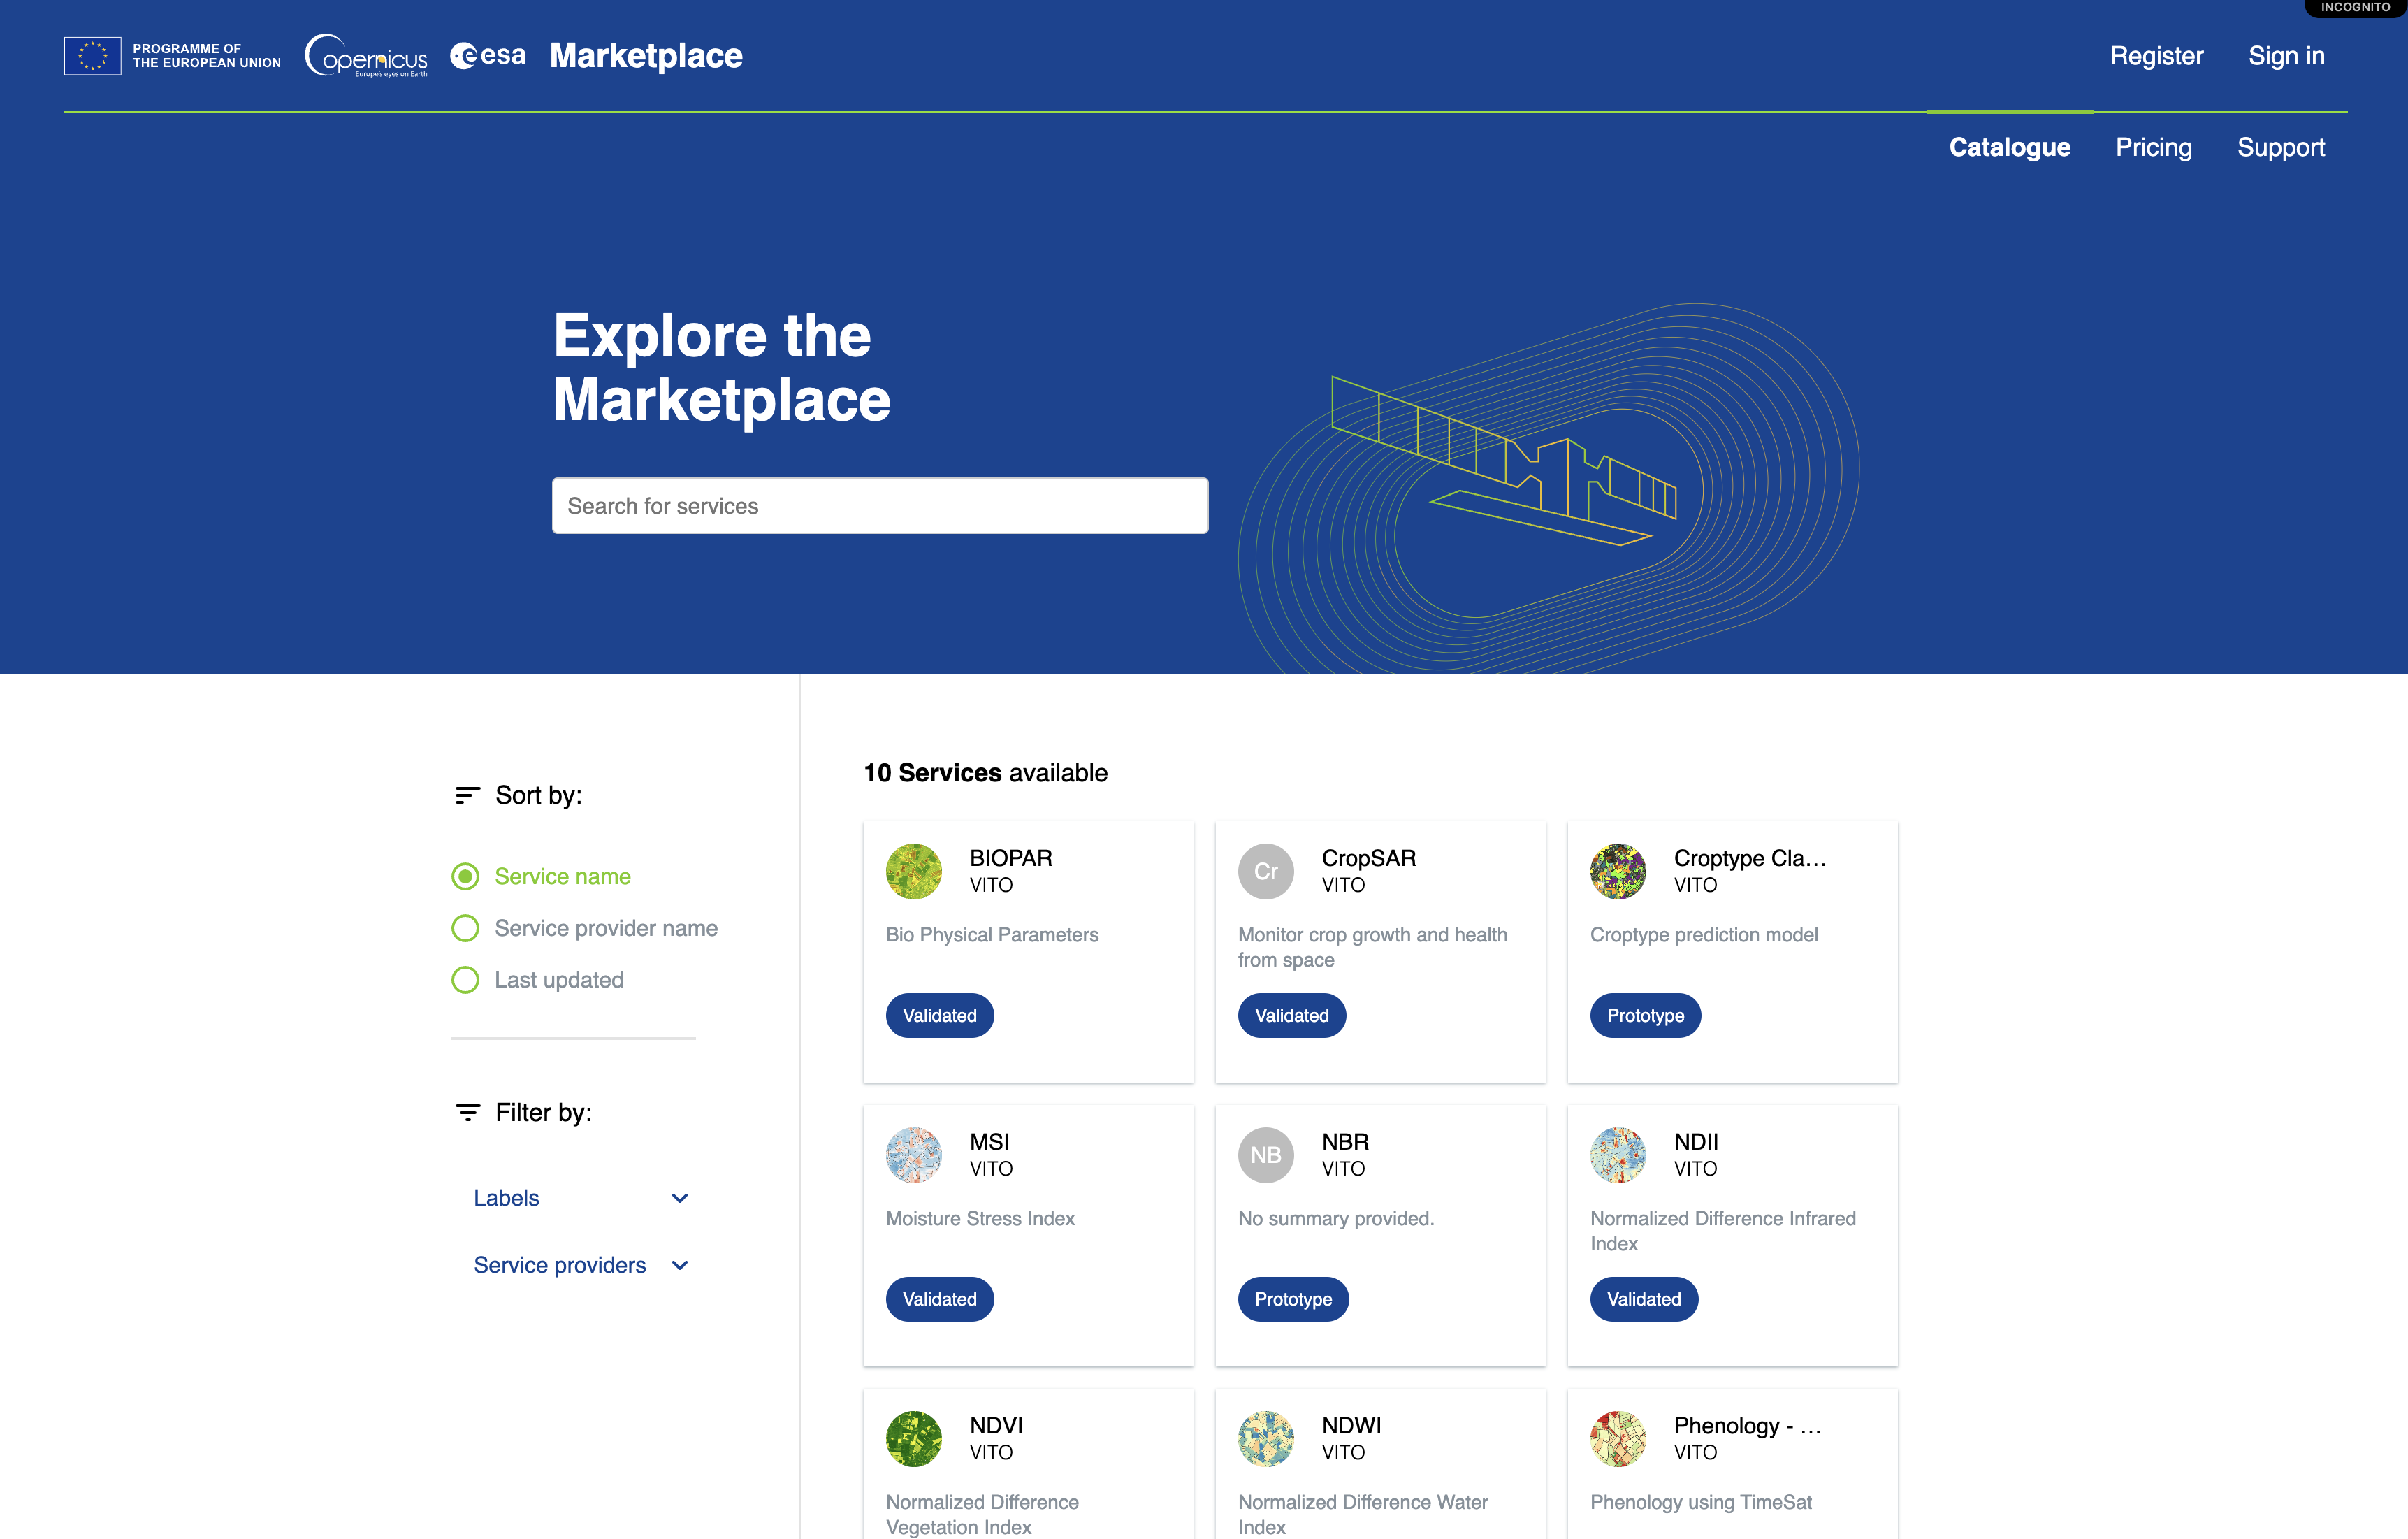 INCOGNITO
PROGRAMME OF
THE EUROPEAN UNION
Copernicus
Europe's eyes on Earth
esa
Marketplace
Register
Sign in
Catalogue
Pricing
Support
Explore the
Marketplace
Search for services
Sort by:
Service name
Service provider name
Last updated
Filter by:
Labels
Service providers
10 Services available
BIOPAR
VITO
Bio Physical Parameters
Validated
Cr
CropSAR
VITO
Monitor crop growth and health
from space
Validated
Croptype Cla...
VITO
Croptype prediction model
Prototype
MSI
VITO
Moisture Stress Index
Validated
NB
NBR
VITO
No summary provided.
Prototype
NDII
VITO
Normalized Difference Infrared
Index
Validated
NDVI
VITO
Normalized Difference
Vegetation Index
NDWI
VITO
Normalized Difference Water
Index
Phenology - ...
VITO
Phenology using TimeSat